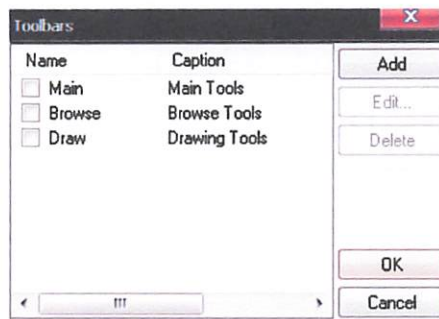 Toolbars
Name Caption
Main Main Tools
Browse Browse Tools
Draw Drawing Tools
Add
Edit...
Delete
OK
Cancel